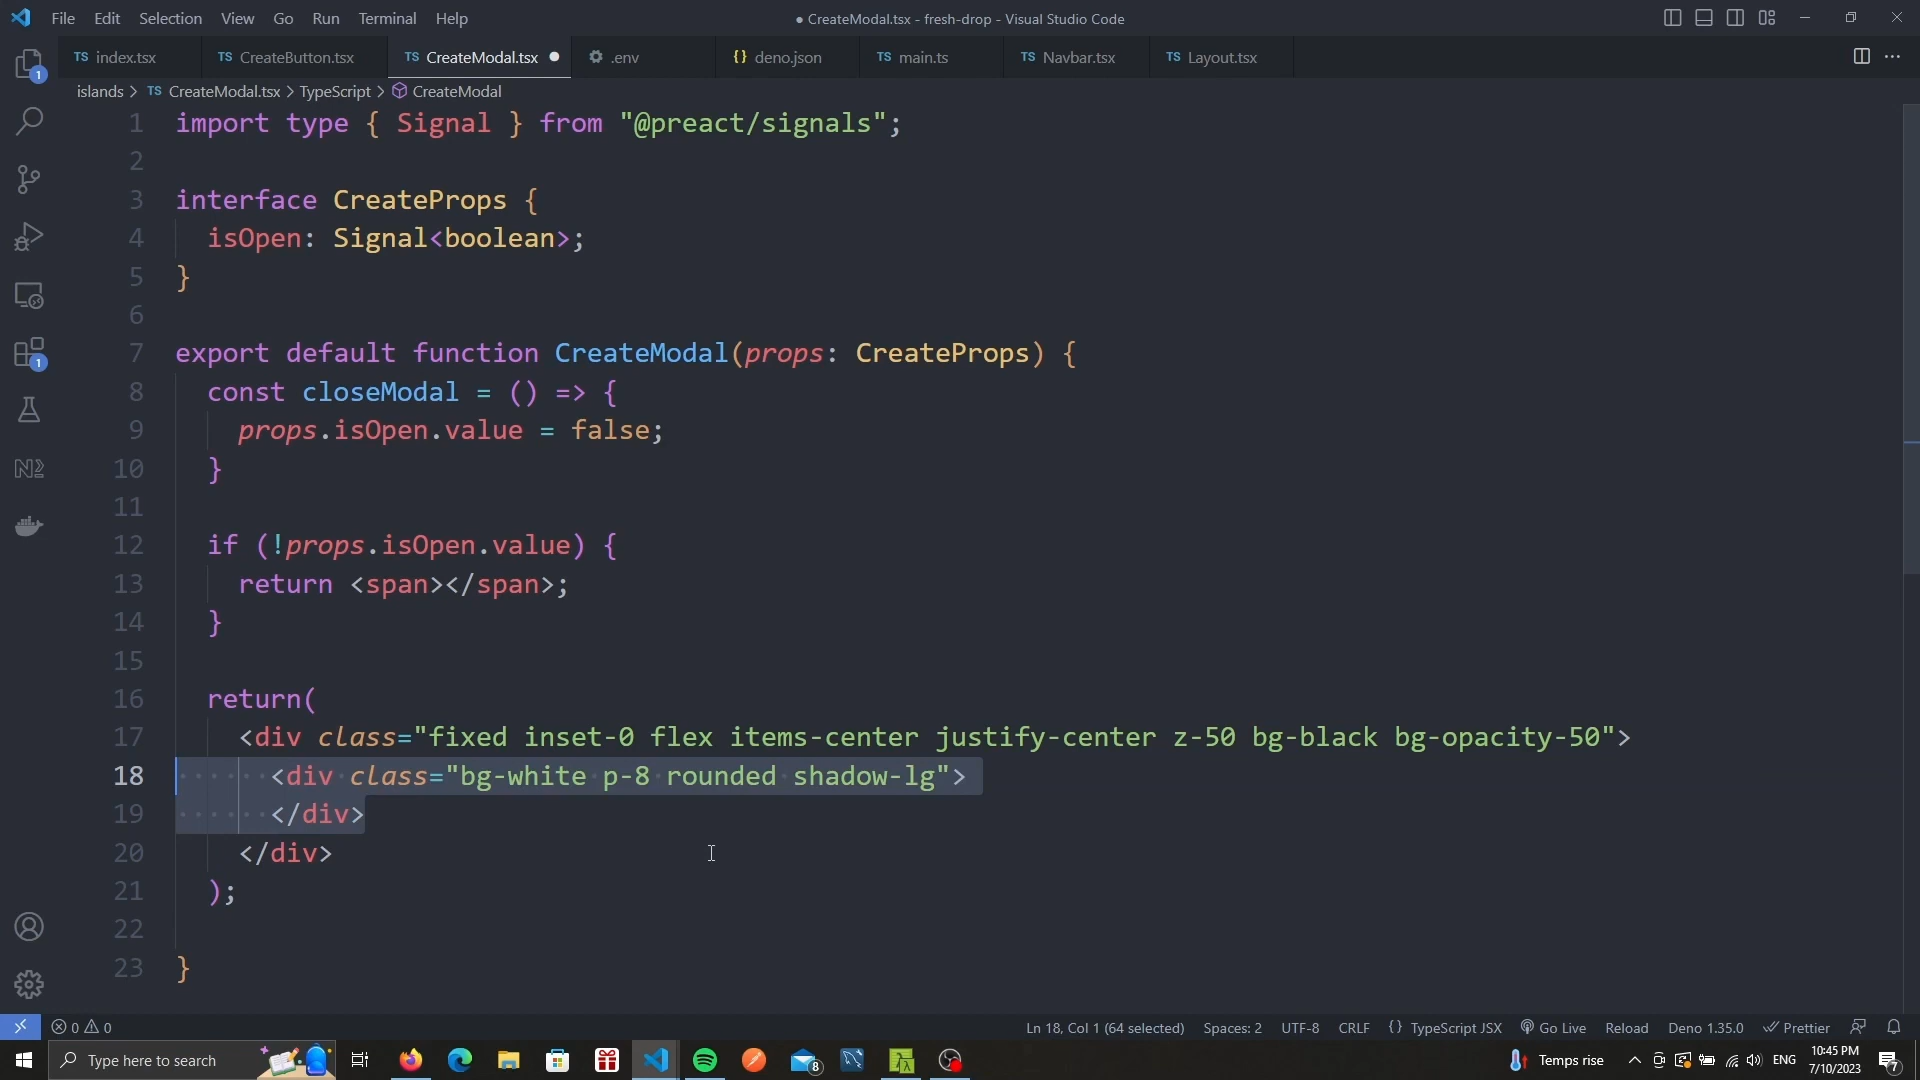 File Edit Selection View Go Run Terminal Help
● CreateModal.tsx - fresh-drop - Visual Studio Code
TS index.tsx TS CreateButton.tsx TS CreateModal.tsx ● .env {} deno.json TS main.ts TS Navbar.tsx TS Layout.tsx
islands > TS CreateModal.tsx > TypeScript > CreateModal
1 import type { Signal } from "@preact/signals";
2
3 interface CreateProps {
4 isOpen: Signal<boolean>;
5 }
6
7 export default function CreateModal(props: CreateProps) {
8 const closeModal = () => {
9 props.isOpen.value = false;
10 }
11
12 if (!props.isOpen.value) {
13 return <span></span>;
14 }
15
16 return(
17 <div class="fixed inset-0 flex items-center justify-center z-50 bg-black bg-opacity-50">
18 <div class="bg-white p-8 rounded shadow-lg">
19 </div>
20 </div>
21 );
22
23 }
1
1
N
0 0 Ln 18, Col 1 (64 selected) Spaces: 2 UTF-8 CRLF {} TypeScript JSX Go Live Reload Deno 1.35.0 Prettier
Type here to search 8 Temps rise ENG 10:45 PM 7
7/10/2023